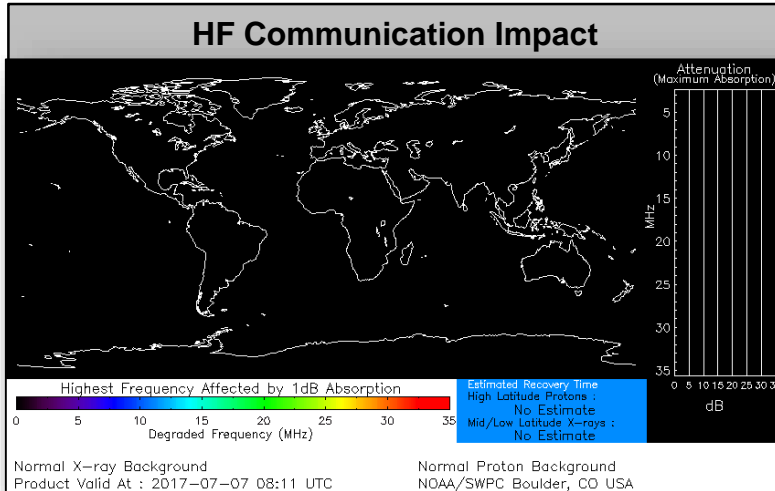 HF Communication Impact
Attenuation
(Maximum Absorption)
5
10
15
20
25
30
35
MHz
0 5 10 15 20 25 30 3
dB
Highest Frequency Affected by 1dB Absorption
0 5 10 15 20 25 30 35
Degraded Frequency (MHz)
Estimated Recovery Time
High Latitude Protons :
No Estimate
Mid/Low Latitude X-rays :
No Estimate
Normal X-ray Background
Product Valid At : 2017-07-07 08:11 UTC
Normal Proton Background
NOAA/SWPC Boulder, CO USA